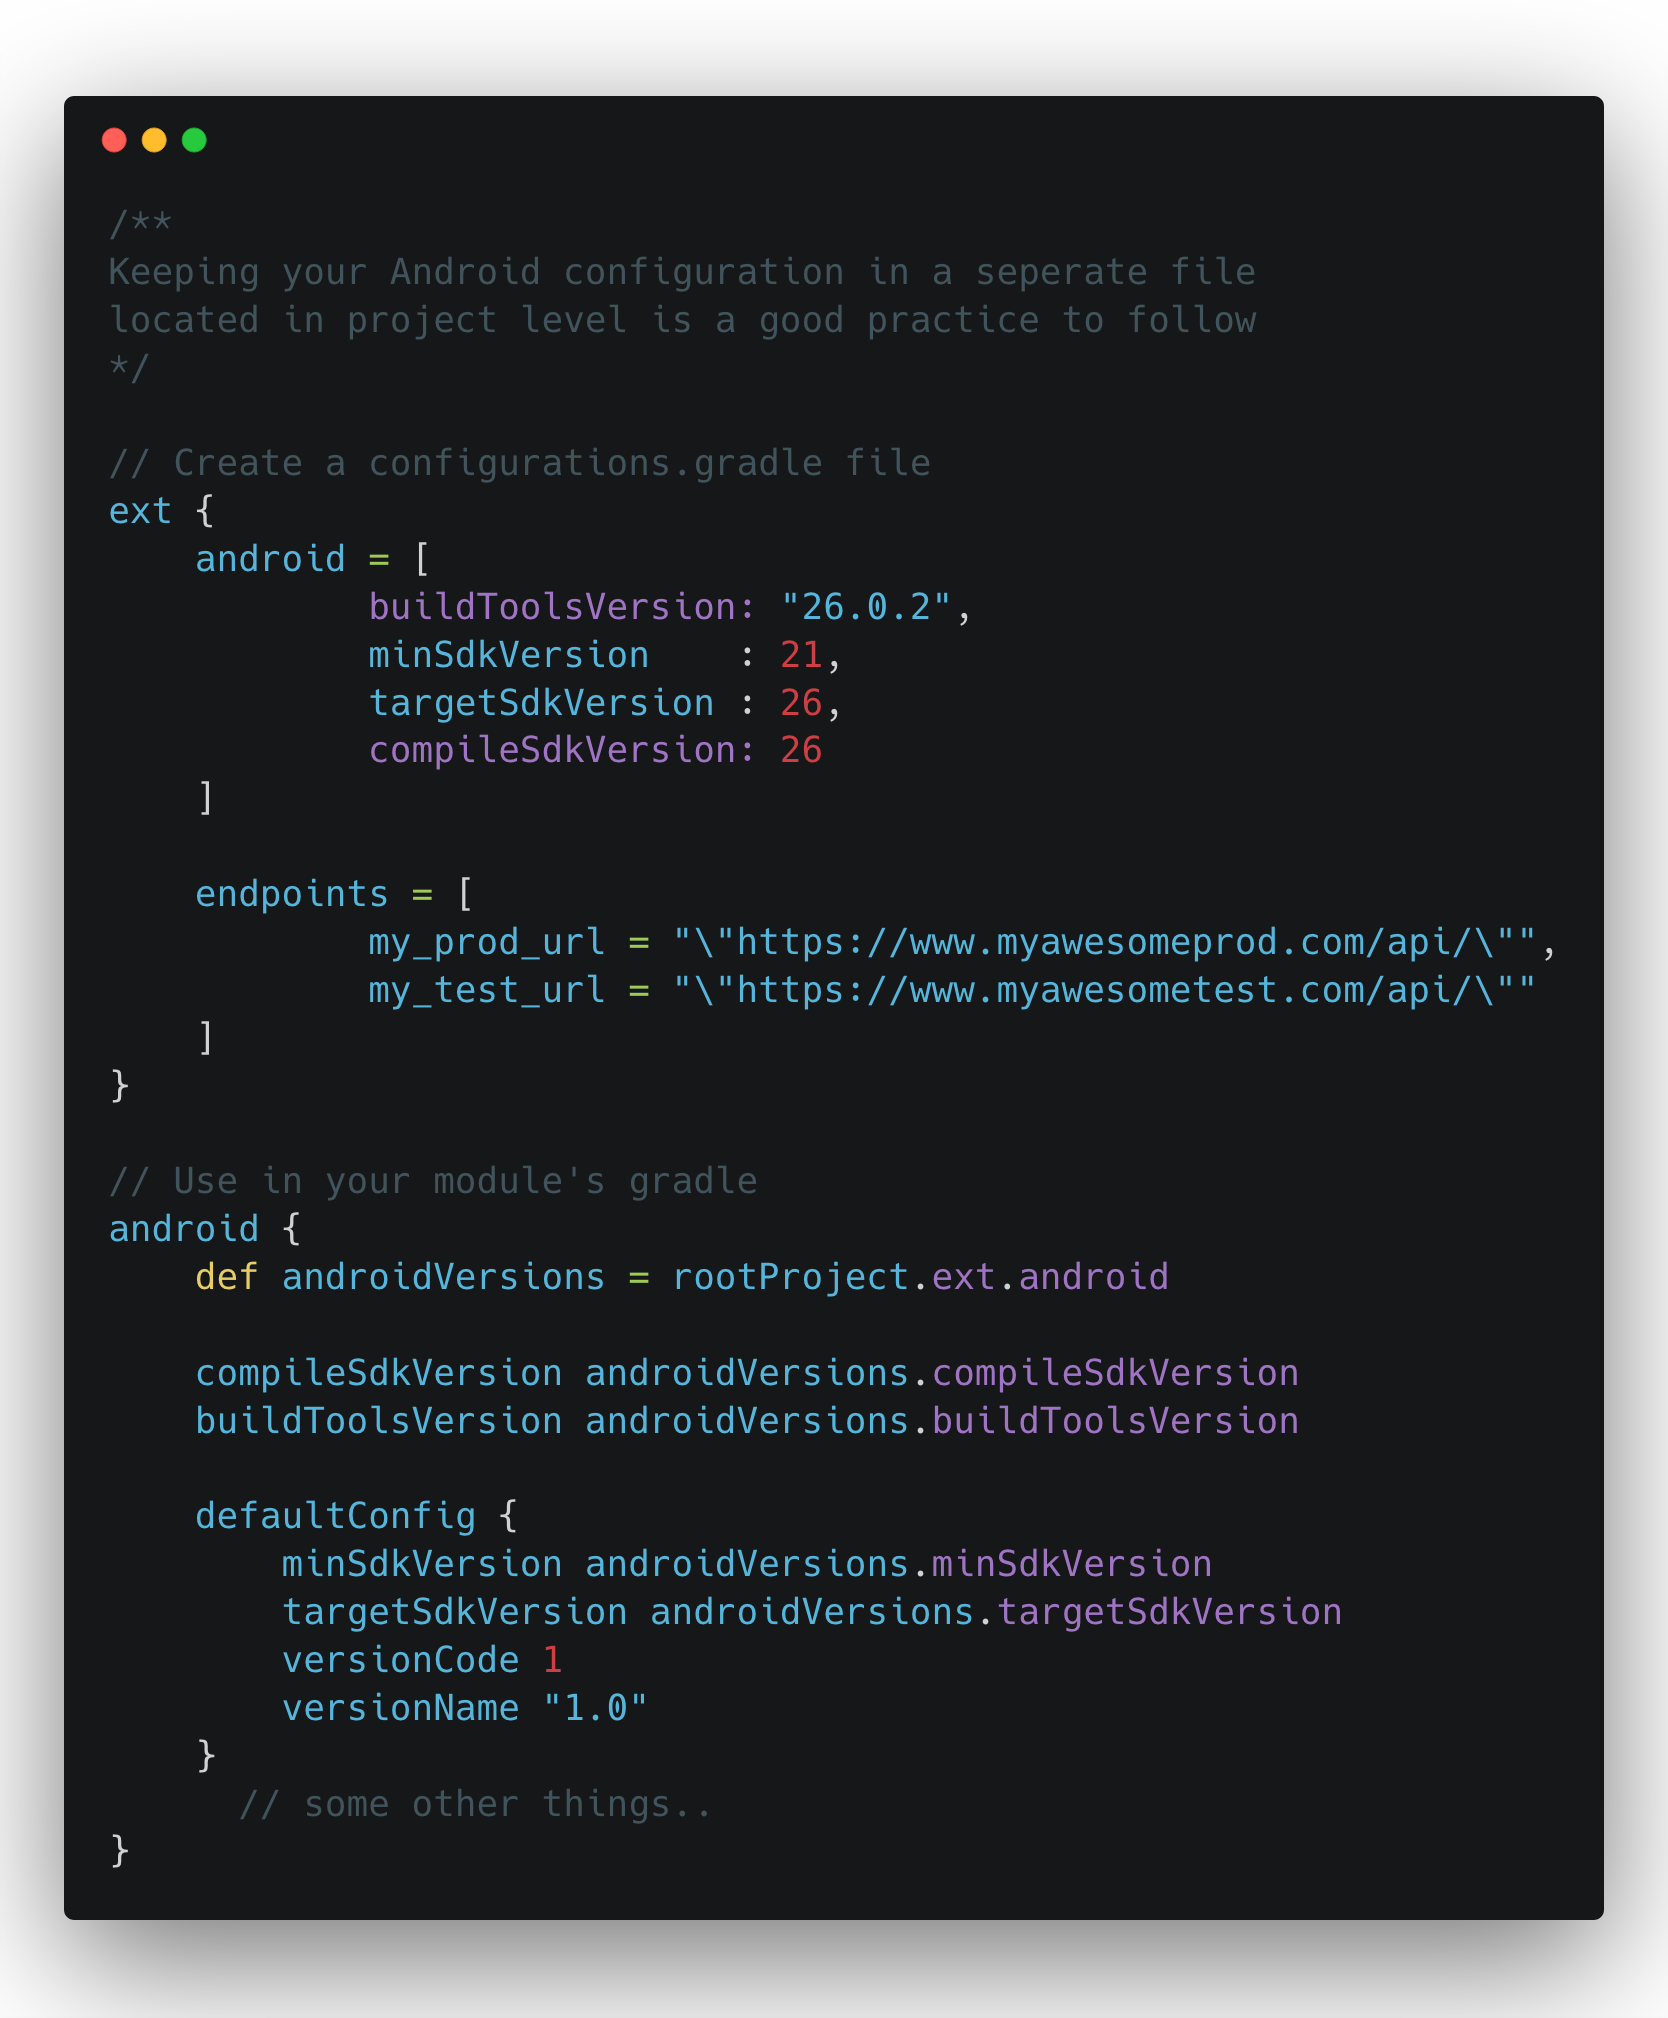 /**
Keeping your Android configuration in a seperate file
located in project level is a good practice to follow
*/
// Create a configurations.gradle file
ext {
    android = [
            buildToolsVersion: "26.0.2",
            minSdkVersion    : 21,
            targetSdkVersion : 26,
            compileSdkVersion: 26
    ]
    endpoints = [
            my_prod_url = "\"https://www.myawesomeprod.com/api/\"",
            my_test_url = "\"https://www.myawesometest.com/api/\""
    ]
}
// Use in your module's gradle
android {
    def androidVersions = rootProject.ext.android
    compileSdkVersion androidVersions.compileSdkVersion
    buildToolsVersion androidVersions.buildToolsVersion
    defaultConfig {
        minSdkVersion androidVersions.minSdkVersion
        targetSdkVersion androidVersions.targetSdkVersion
        versionCode 1
        versionName "1.0"
    }
      // some other things..
}